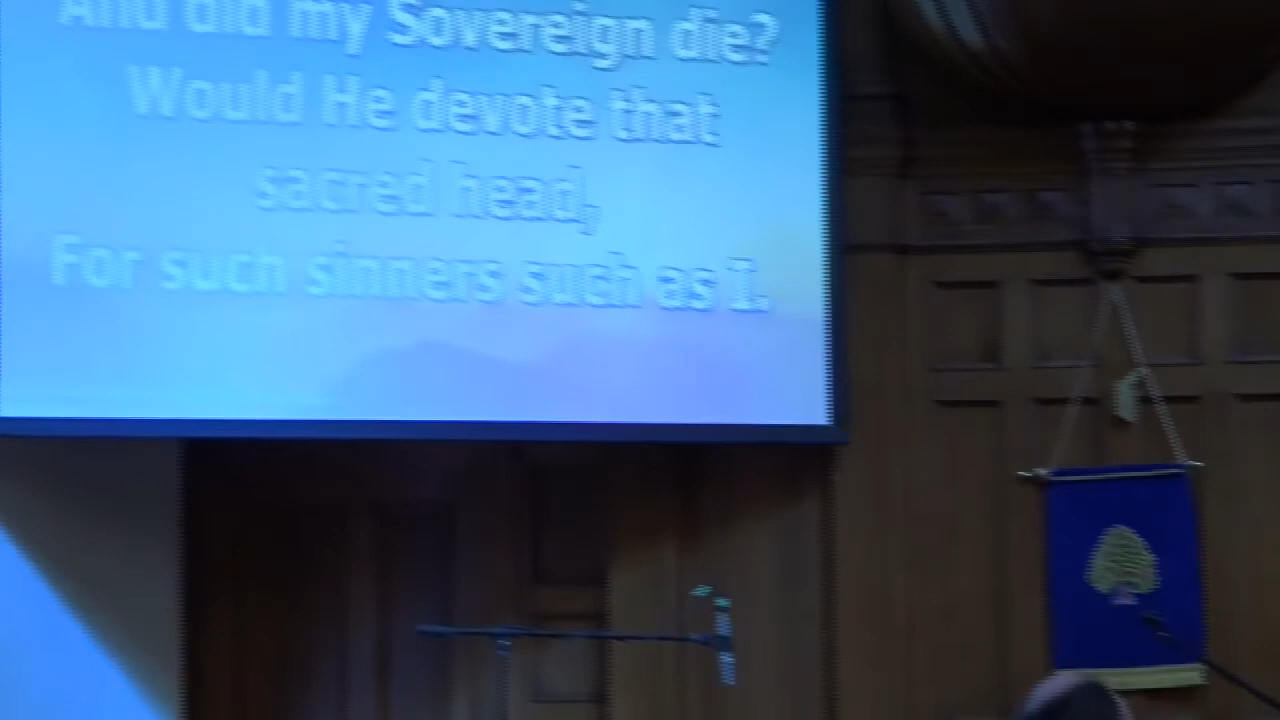 And did my Sovereign die?
Would He devote that
sacred head,
For such sinners such as I.